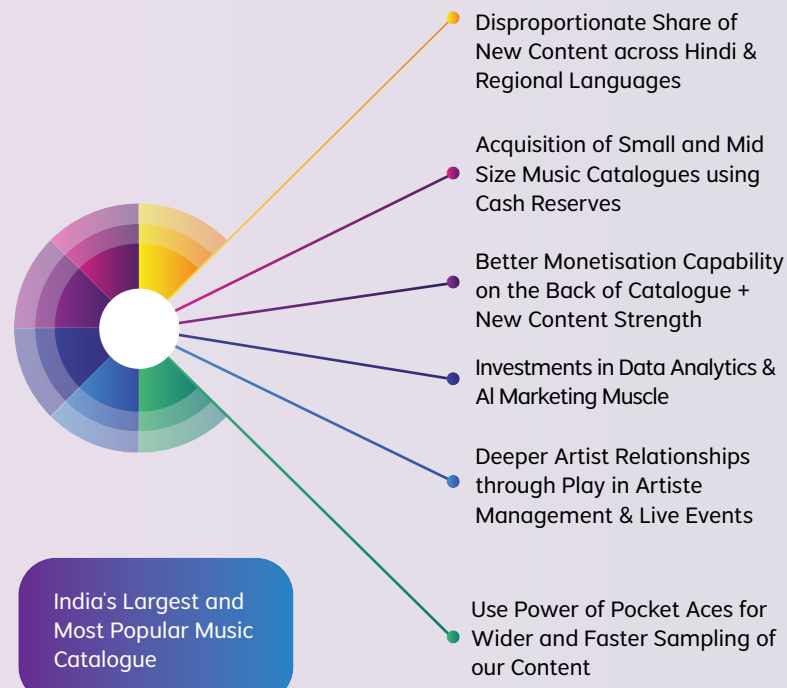 Disproportionate Share of
New Content across Hindi &
Regional Languages
Acquisition of Small and Mid
Size Music Catalogues using
Cash Reserves
Better Monetisation Capability
on the Back of Catalogue +
New Content Strength
Investments in Data Analytics &
AI Marketing Muscle
Deeper Artist Relationships
through Play in Artiste
Management & Live Events
Use Power of Pocket Aces for
Wider and Faster Sampling of
our Content
India's Largest and
Most Popular Music
Catalogue